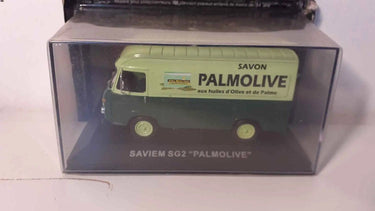 SAVON
PALMOLIVE
aux huiles d'Olive et de Palme
SAVIEM SG2 "PALMOLIVE"